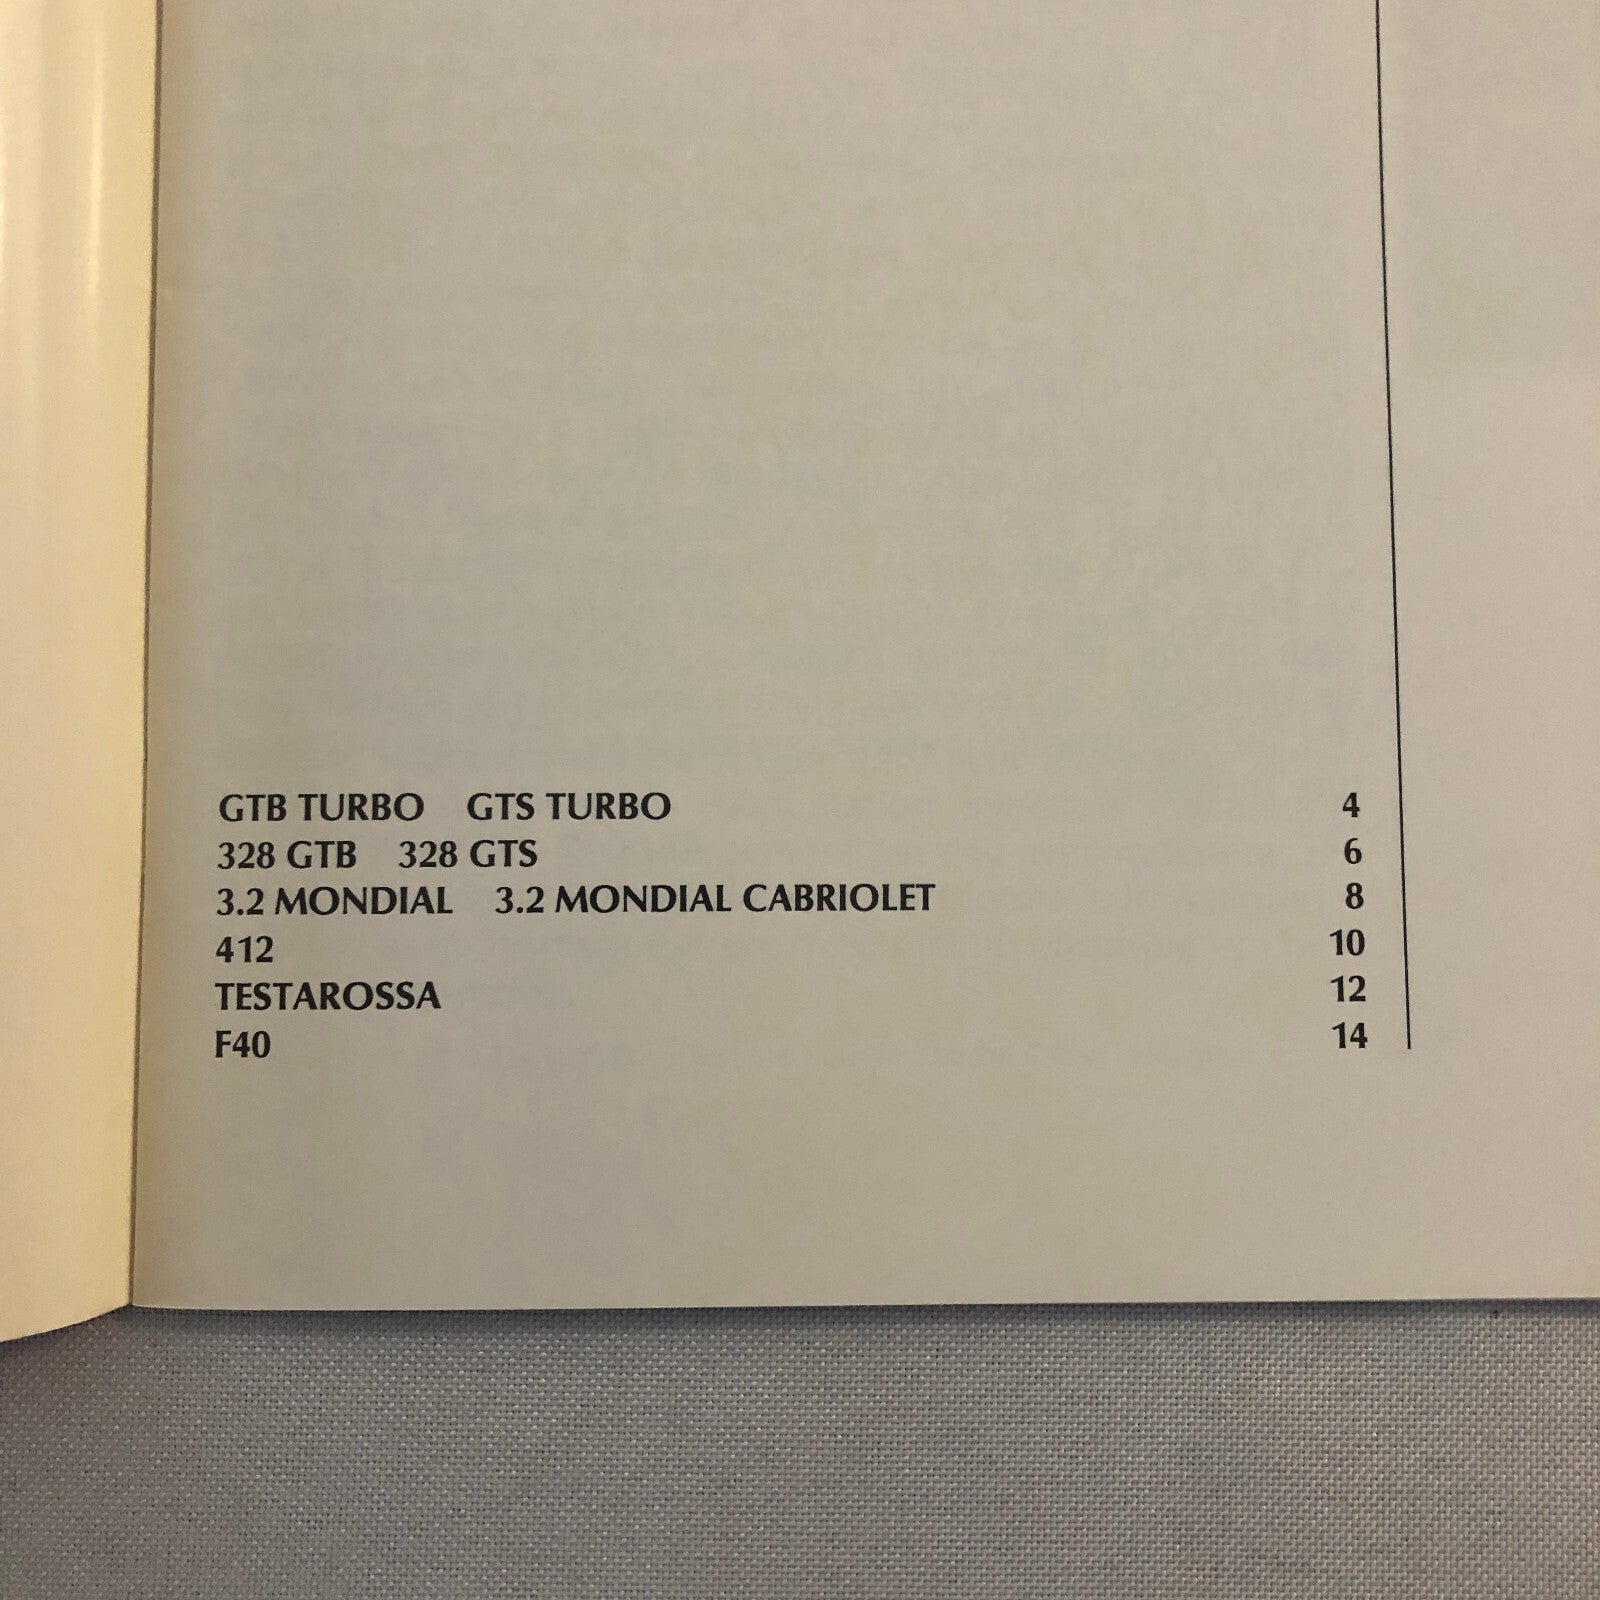 GTB TURBO GTS TURBO 4
328 GTB 328 GTS 6
3.2 MONDIAL 3.2 MONDIAL CABRIOLET 8
412 10
TESTAROSSA 12
F40 14